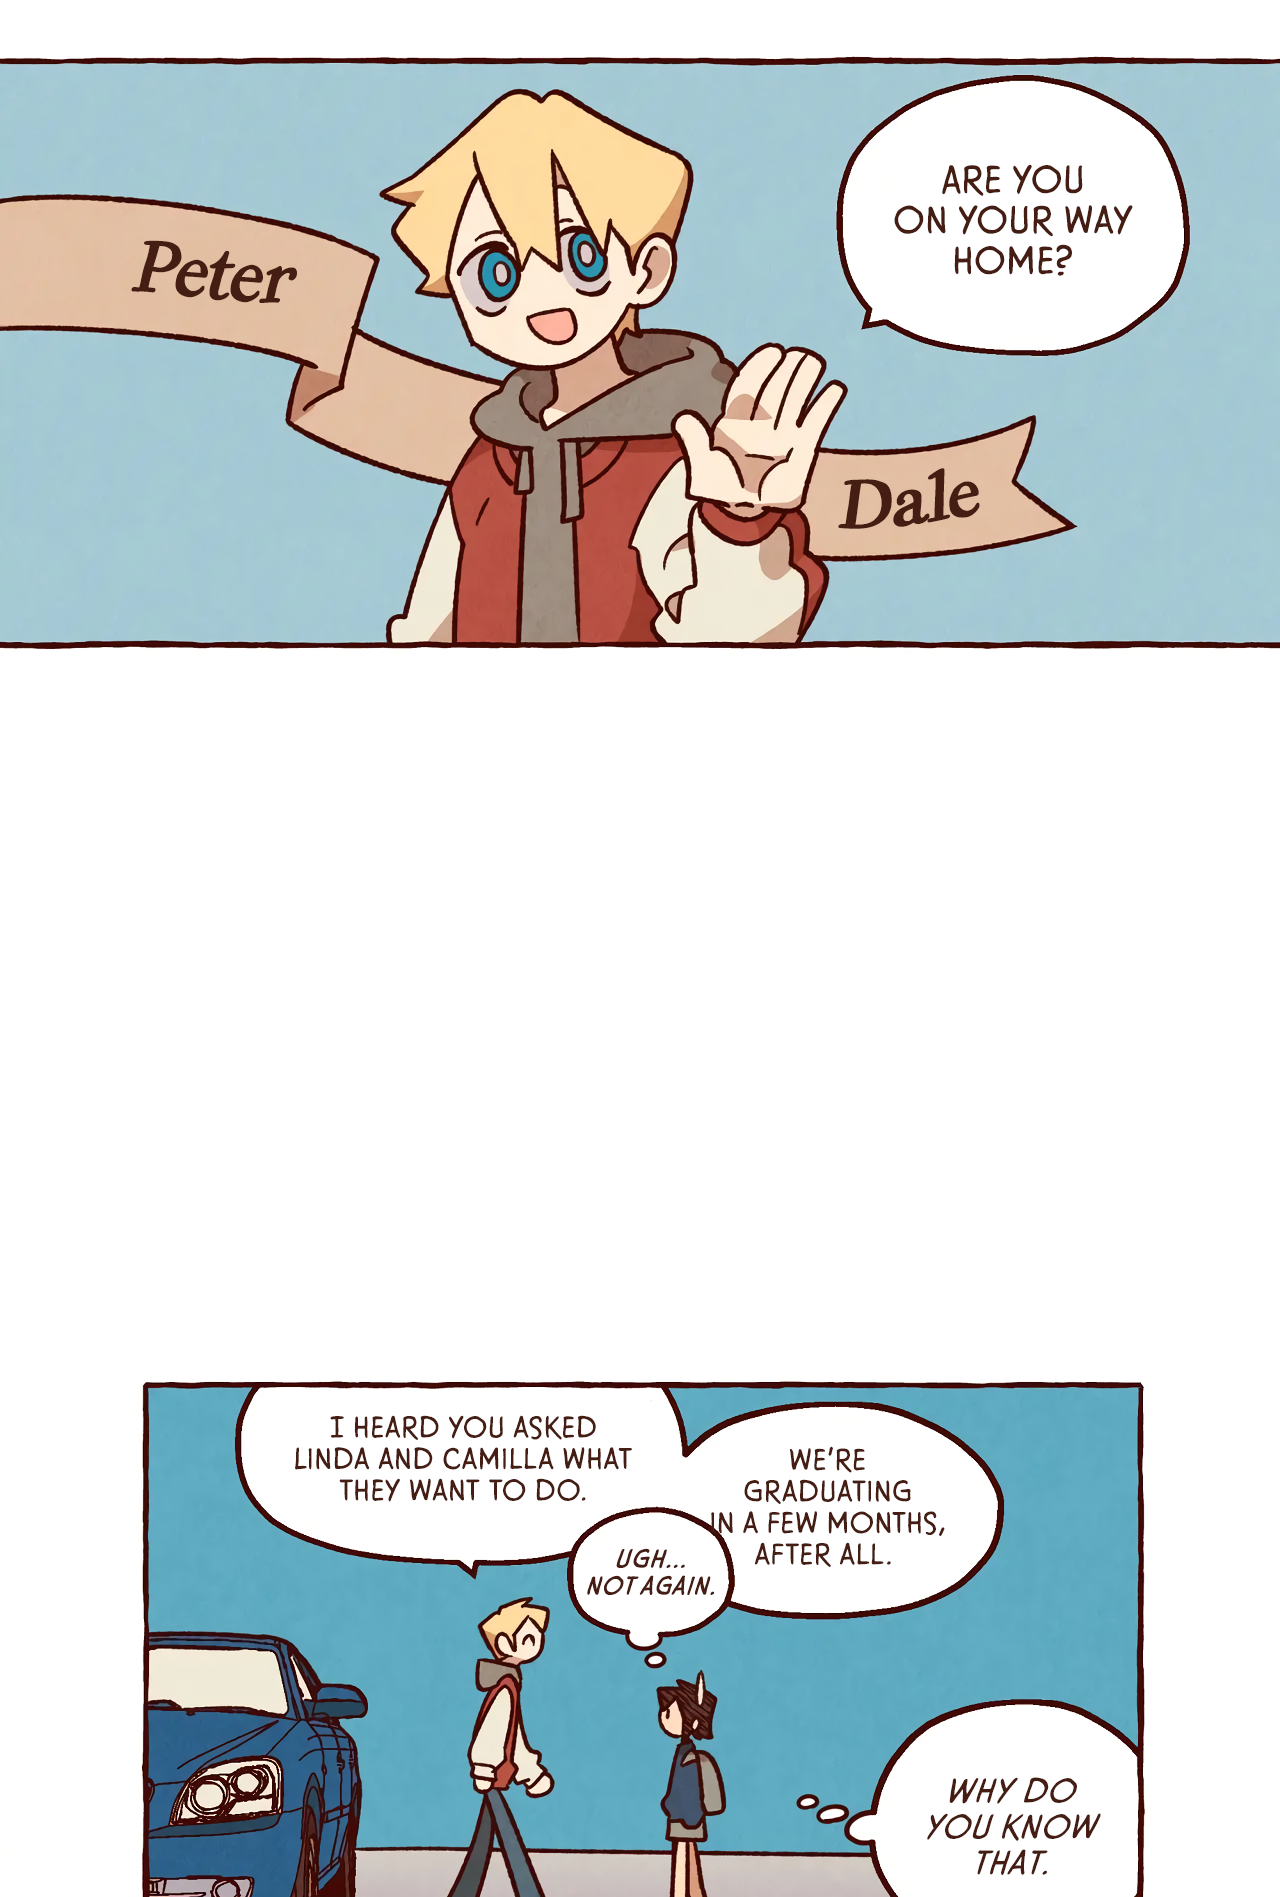 Peter
Dale
ARE YOU
ON YOUR WAY
HOME?
I HEARD YOU ASKED
LINDA AND CAMILLA WHAT
THEY WANT TO DO.
WE'RE
GRADUATING
IN A FEW MONTHS,
AFTER ALL.
UGH...
NOT AGAIN.
WHY DO
YOU KNOW
THAT.